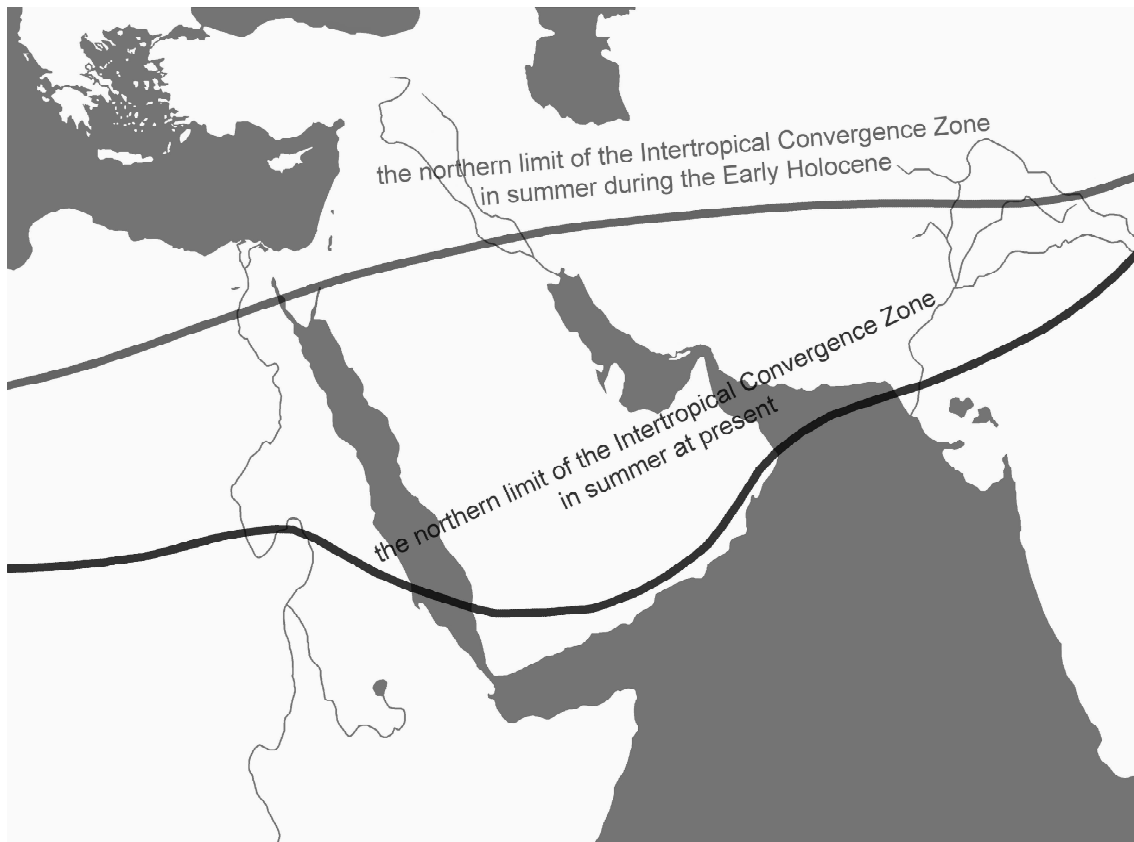 the northern limit of the Intertropical Convergence Zone
in summer during the Early Holocene
the northern limit of the Intertropical Convergence Zone
in summer at present